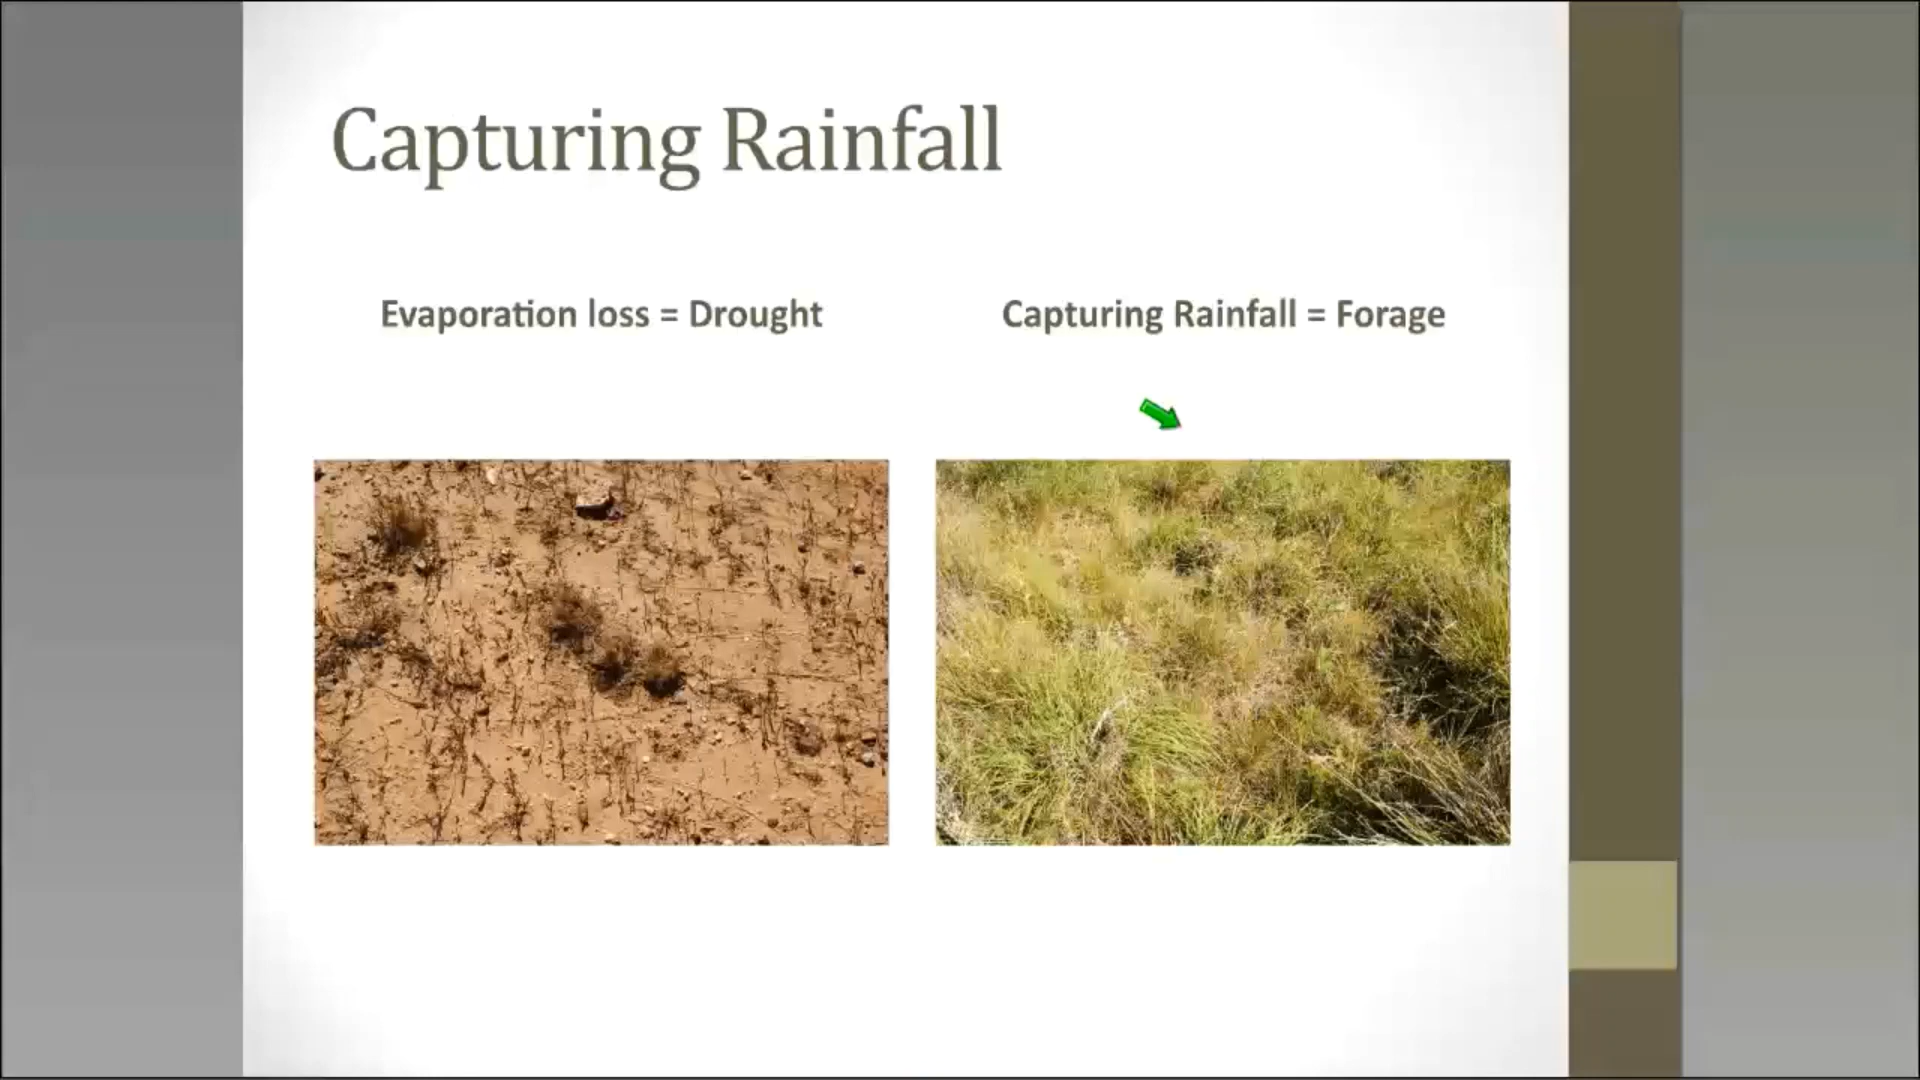 Capturing Rainfall
Evaporation loss = Drought
Capturing Rainfall = Forage